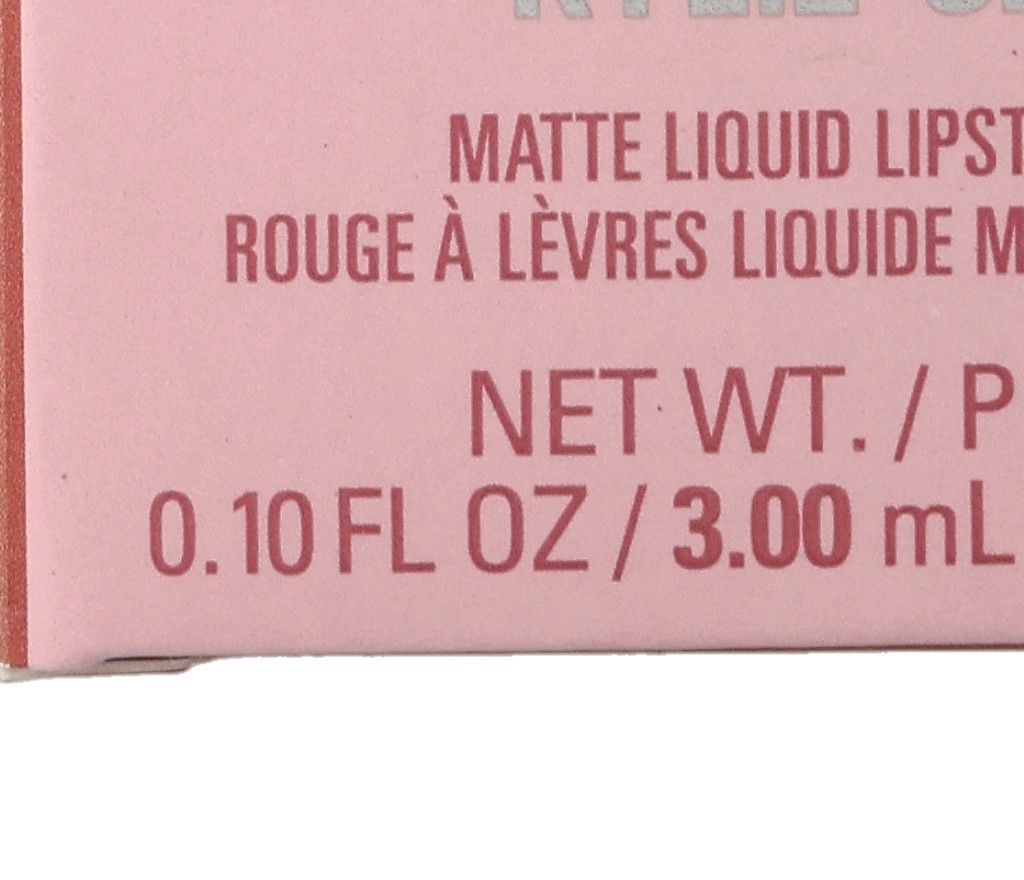 MATTE LIQUID LIPST
ROUGE À LÈVRES LIQUIDE M
NET WT. / P
0.10 FL OZ / 3.00 mL